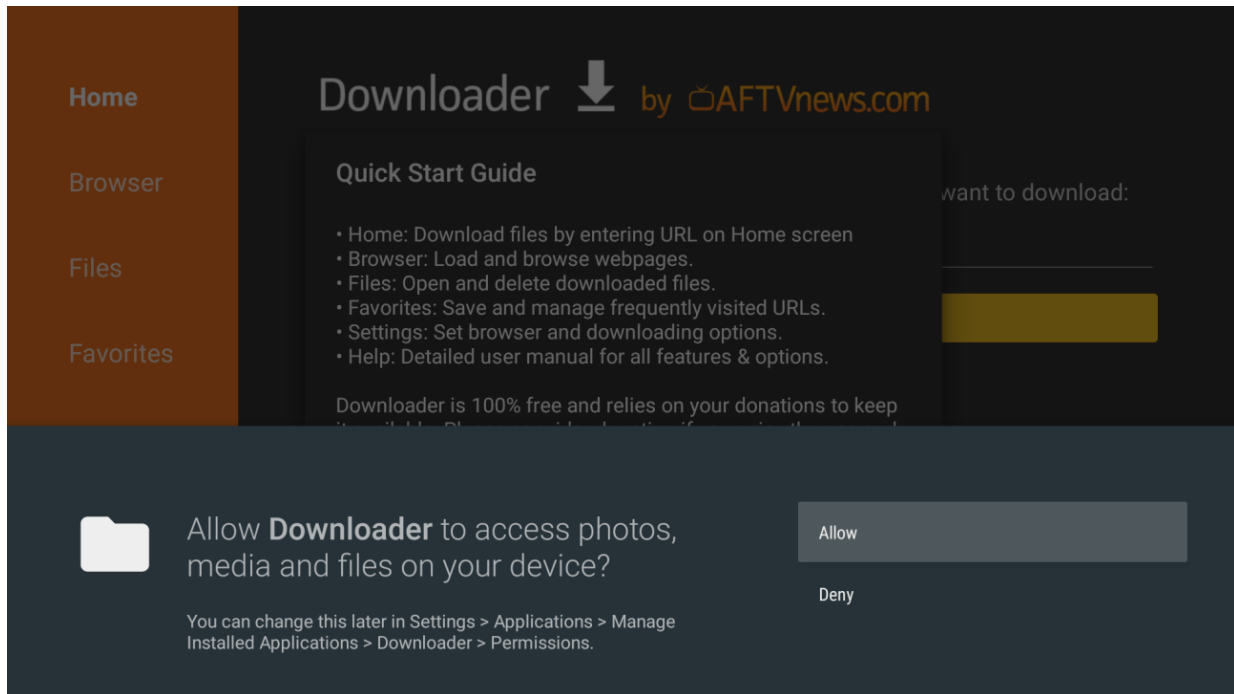 Home
Browser
Files
Favorites
Downloader by AFTVnews.com
Quick Start Guide
• Home: Download files by entering URL on Home screen
• Browser: Load and browse webpages.
• Files: Open and delete downloaded files.
• Favorites: Save and manage frequently visited URLs.
• Settings: Set browser and downloading options.
• Help: Detailed user manual for all features & options.
Downloader is 100% free and relies on your donations to keep
want to download:
Allow Downloader to access photos,
media and files on your device?
You can change this later in Settings > Applications > Manage
Installed Applications > Downloader > Permissions.
Allow
Deny